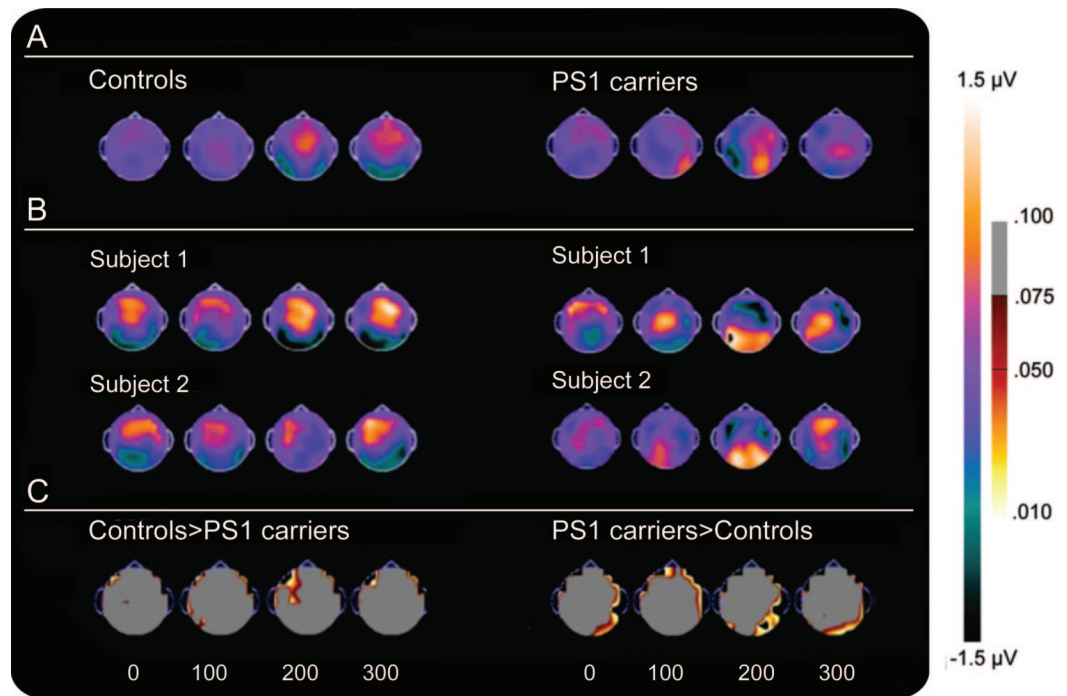 A
Controls PS1 carriers
1.5 µV
B
.100
Subject 1 Subject 1
.075
.050
Subject 2 Subject 2
C
.010
Controls>PS1 carriers PS1 carriers>Controls
-1.5 µV
0 100 200 300 0 100 200 300